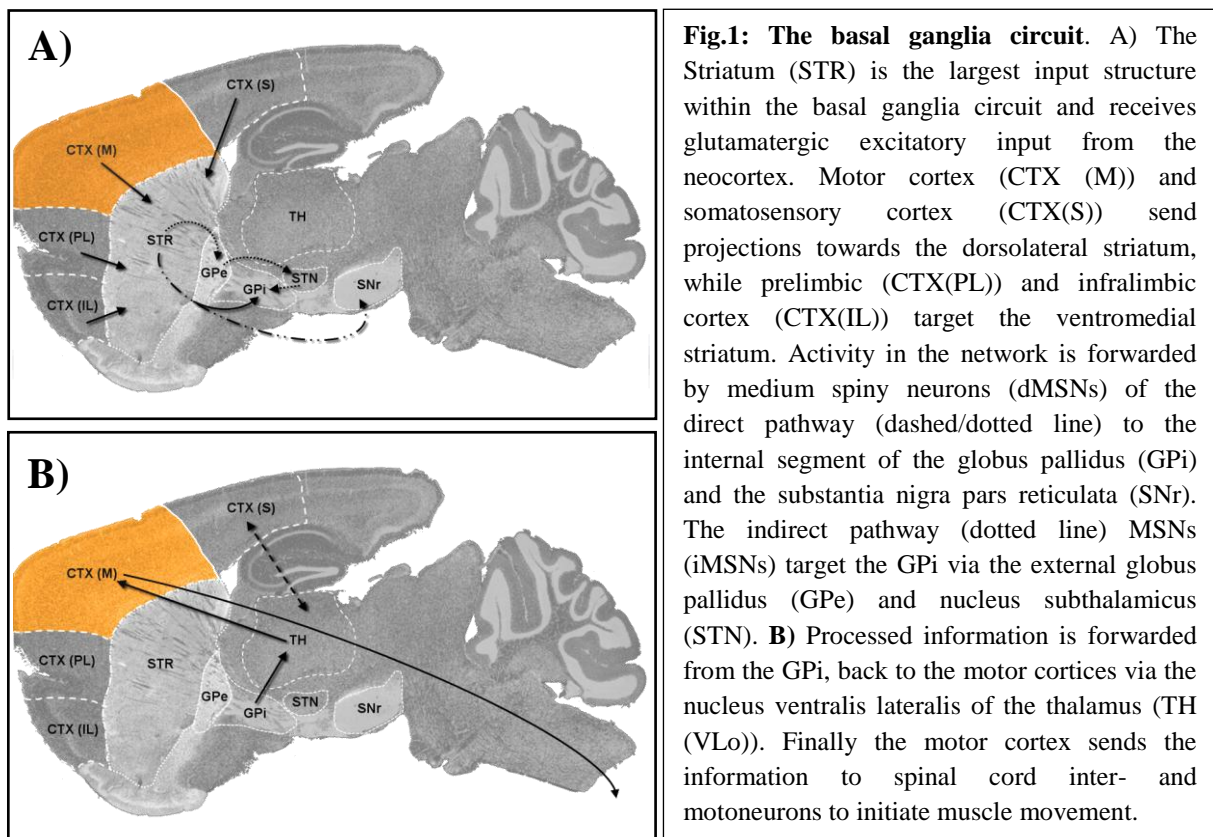 A)
CTX (S)
CTX (M)
TH
CTX (PL)
STR
GPe
STN
GPi
SNr
CTX (IL)
B)
CTX (S)
CTX (M)
TH
CTX (PL)
STR
GPe
STN
GPi
SNr
CTX (IL)
Fig.1: The basal ganglia circuit. A) The
Striatum (STR) is the largest input structure
within the basal ganglia circuit and receives
glutamatergic excitatory input from the
neocortex. Motor cortex (CTX (M)) and
somatosensory cortex (CTX(S)) send
projections towards the dorsolateral striatum,
while prelimbic (CTX(PL)) and infralimbic
cortex (CTX(IL)) target the ventromedial
striatum. Activity in the network is forwarded
by medium spiny neurons (dMSNs) of the
direct pathway (dashed/dotted line) to the
internal segment of the globus pallidus (GPi)
and the substantia nigra pars reticulata (SNr).
The indirect pathway (dotted line) MSNs
(iMSNs) target the GPi via the external globus
pallidus (GPe) and nucleus subthalamicus
(STN). B) Processed information is forwarded
from the GPi, back to the motor cortices via the
nucleus ventralis lateralis of the thalamus (TH
(VLo)). Finally the motor cortex sends the
information to spinal cord inter- and
motoneurons to initiate muscle movement.